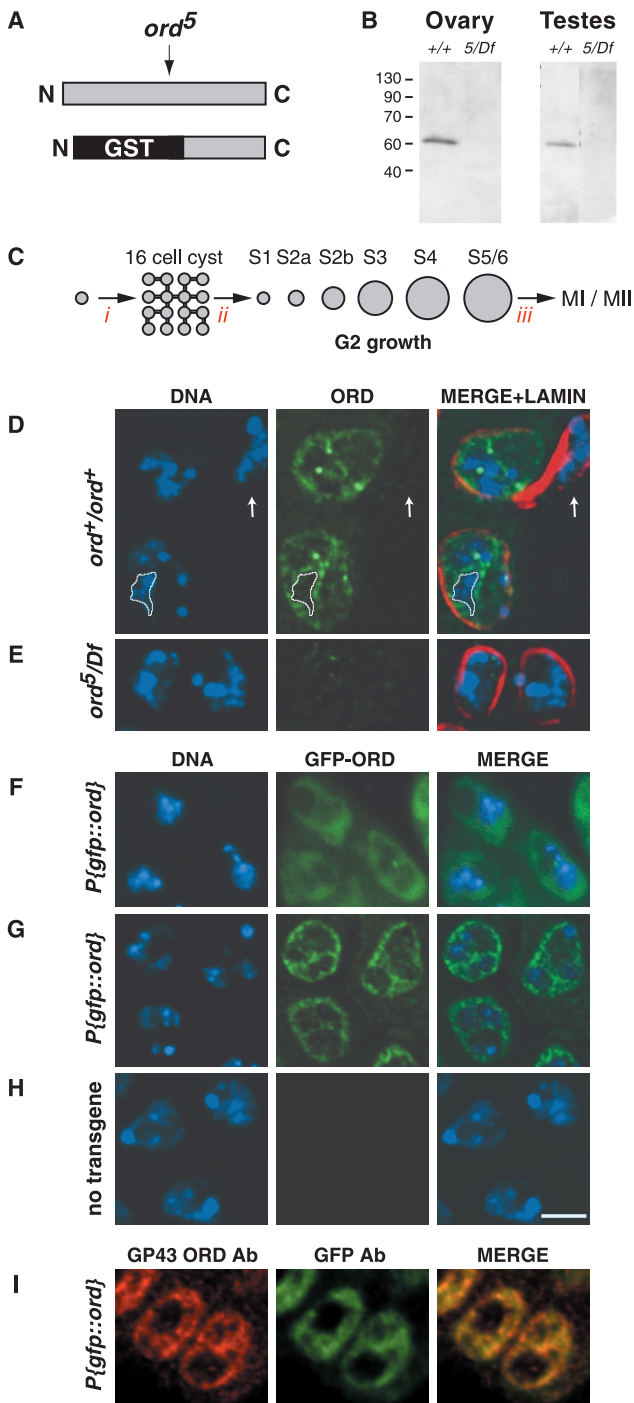 A
ord⁵
N C
N GST C
B Ovary Testes
+/+ 5/Df +/+ 5/Df
130
90
70
60
40
C
16 cell cyst S1 S2a S2b S3 S4 S5/6
i ii iii MI / MII
G2 growth
DNA ORD MERGE+LAMIN
D
ord⁺/ord⁺
E
ord⁵/Df
DNA GFP-ORD MERGE
F
P{gfp::ord}
G
P{gfp::ord}
H
no transgene
GP43 ORD Ab GFP Ab MERGE
I
P{gfp::ord}